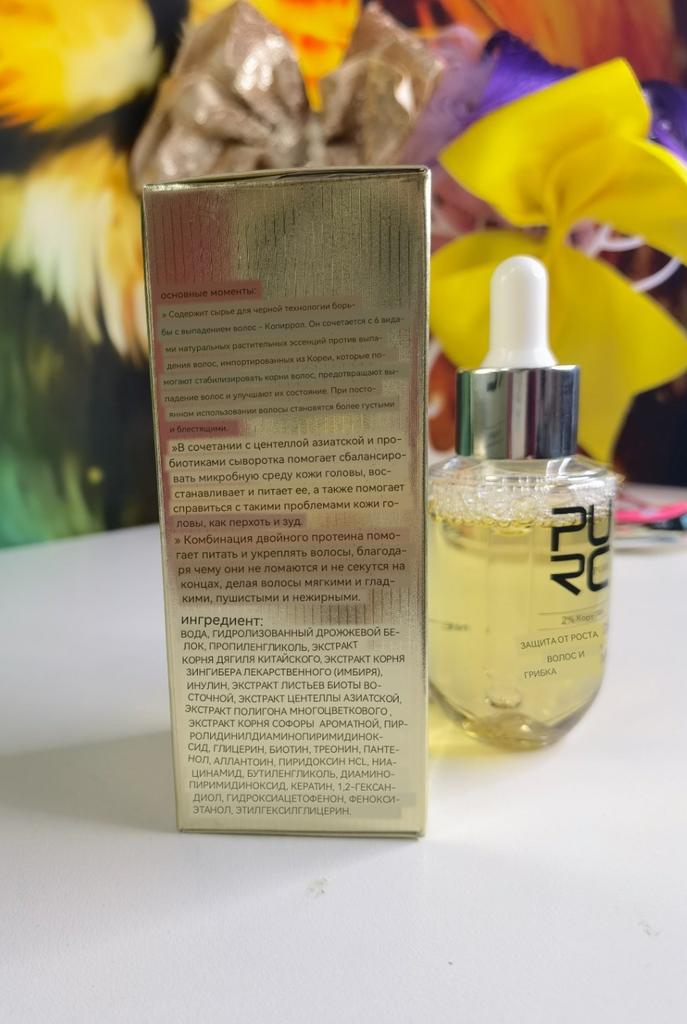 основные моменты:
» Содержит сырье для черной технологии борь-
бы с выпадением волос – Копиррол. Он сочетается с 6 вида-
ми натуральных растительных эссенций против выпа-
дения волос, импортированных из Кореи, которые по-
могают стабилизировать корни волос, предотвращают вы-
падение волос и улучшают их состояние. При посто-
янном использовании волосы становятся более густыми
и блестящими.
»В сочетании с центеллой азиатской и про-
биотиками сыворотка помогает сбалансиро-
вать микробную среду кожи головы, вос-
станавливает и питает ее, а также помогает
справиться с такими проблемами кожи го-
ловы, как перхоть и зуд.
» Комбинация двойного протеина помо-
гает питать и укреплять волосы, благода-
ря чему они не ломаются и не секутся на
концах, делая волосы мягкими и глад-
кими, пушистыми и нежирными.
ингредиент:
ВОДА, ГИДРОЛИЗОВАННЫЙ ДРОЖЖЕВОЙ БЕ-
ЛОК, ПРОПИЛЕНГЛИКОЛЬ, ЭКСТРАКТ
КОРНЯ ДЯГИЛЯ КИТАЙСКОГО, ЭКСТРАКТ КОРНЯ
ЗИНГИБЕРА ЛЕКАРСТВЕННОГО (ИМБИРЯ),
ИНУЛИН, ЭКСТРАКТ ЛИСТЬЕВ БИОТЫ ВО-
СТОЧНОЙ, ЭКСТРАКТ ЦЕНТЕЛЛЫ АЗИАТСКОЙ,
ЭКСТРАКТ ПОЛИГОНА МНОГОЦВЕТКОВОГО ,
ЭКСТРАКТ КОРНЯ СОФОРЫ АРОМАТНОЙ, ПИР-
РОЛИДИНИЛДИАМИНОПИРИМИДИНОК-
СИД, ГЛИЦЕРИН, БИОТИН, ТРЕОНИН, ПАНТЕ-
НОЛ, АЛЛАНТОИН, ПИРИДОКСИН HCL, НИА-
ЦИНАМИД, БУТИЛЕНГЛИКОЛЬ, ДИАМИНО-
ПИРИМИДИНОКСИД, КЕРАТИН, 1,2-ГЕКСАН-
ДИОЛ, ГИДРОКСИАЦЕТОФЕНОН, ФЕНОКСИ-
ЭТАНОЛ, ЭТИЛГЕКСИЛГЛИЦЕРИН.
PU
RC
2%
ЗАЩИТА ОТ РОСТА
ВОЛОС И
ГРИБКА